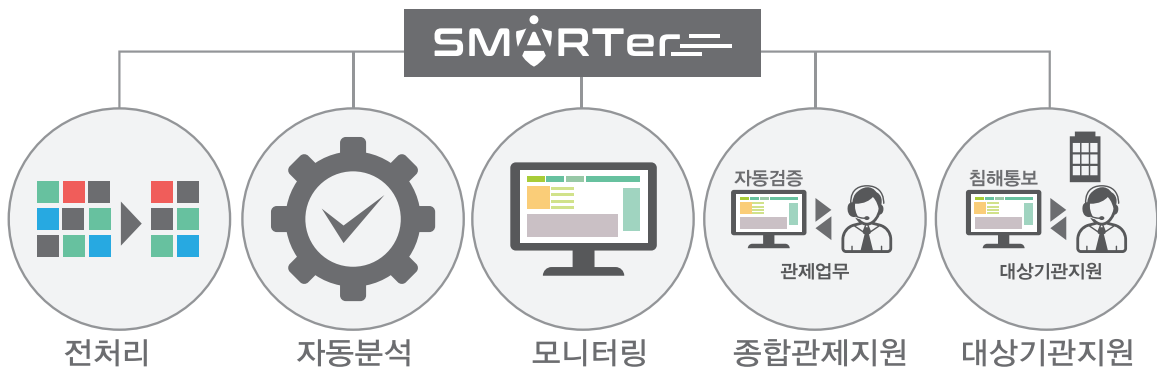 SMARTer
자동검증
관제업무
침해통보
대상기관지원
전처리
자동분석
모니터링
종합관제지원
대상기관지원